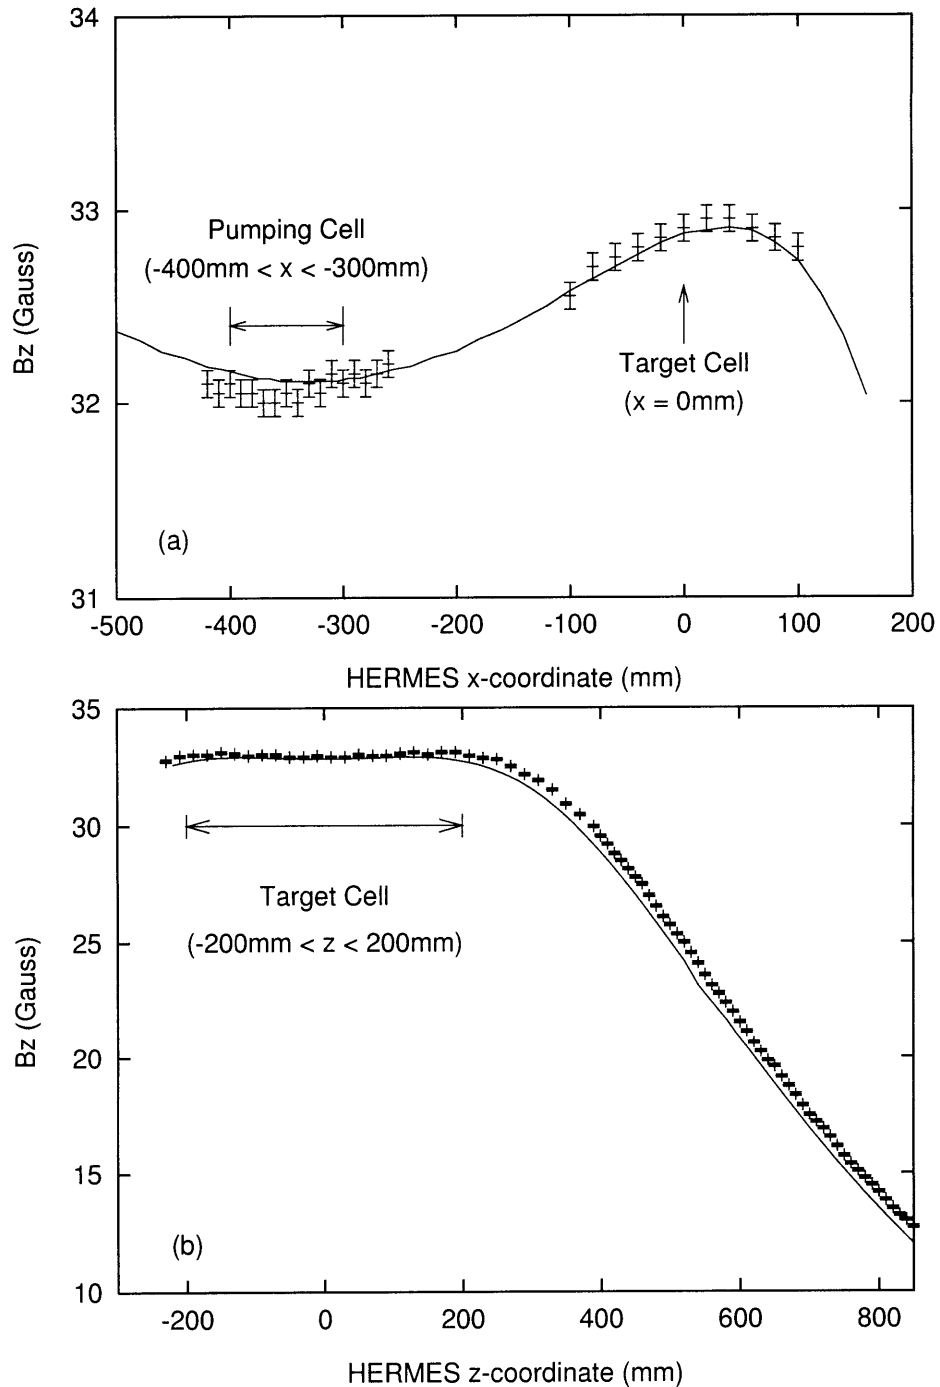 34
33
32
31
Bz (Gauss)
Pumping Cell
(-400mm < x < -300mm)
Target Cell
(x = 0mm)
(a)
-500 -400 -300 -200 -100 0 100 200
HERMES x-coordinate (mm)
35
30
25
20
15
10
Bz (Gauss)
Target Cell
(-200mm < z < 200mm)
(b)
-200 0 200 400 600 800
HERMES z-coordinate (mm)